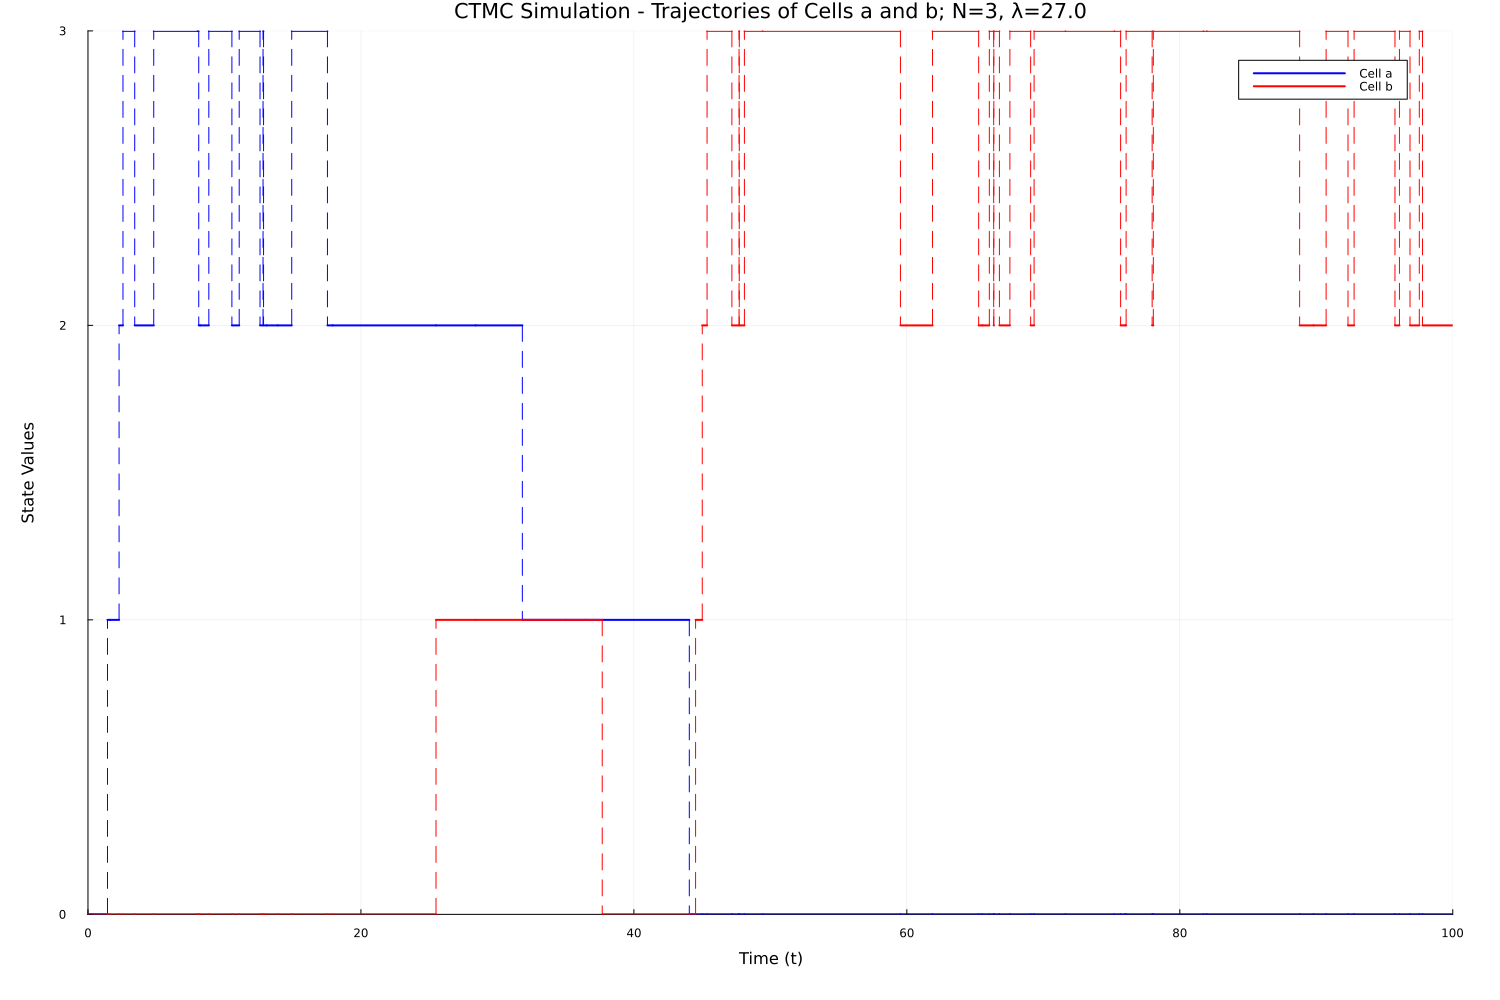 CTMC Simulation - Trajectories of Cells a and b; N=3, λ=27.0
3
Cell a
Cell b
2
State Values
1
0
0 20 40 60 80 100
Time (t)